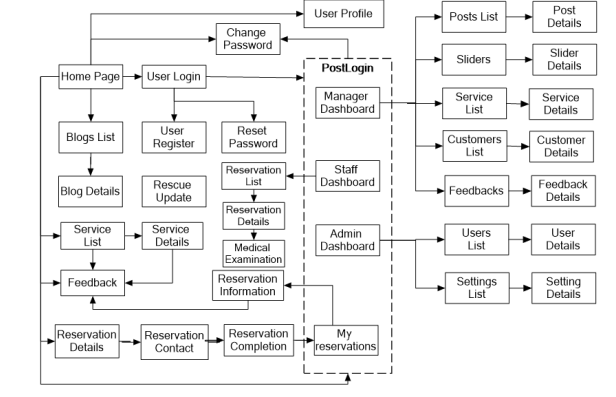 User Profile
Posts List
Post
Details
Change
Password
Home Page
User Login
PostLogin
Sliders
Slider
Details
Manager
Dashboard
Service
List
Service
Details
Blogs List
User
Register
Reset
Password
Customers
List
Customer
Details
Blog Details
Rescue
Update
Reservation
List
Staff
Dashboard
Feedbacks
Feedback
Details
Reservation
Details
Service
List
Service
Details
Medical
Examination
Admin
Dashboard
Users
List
User
Details
Feedback
Reservation
Information
Settings
List
Setting
Details
Reservation
Details
Reservation
Contact
Reservation
Completion
My
reservations